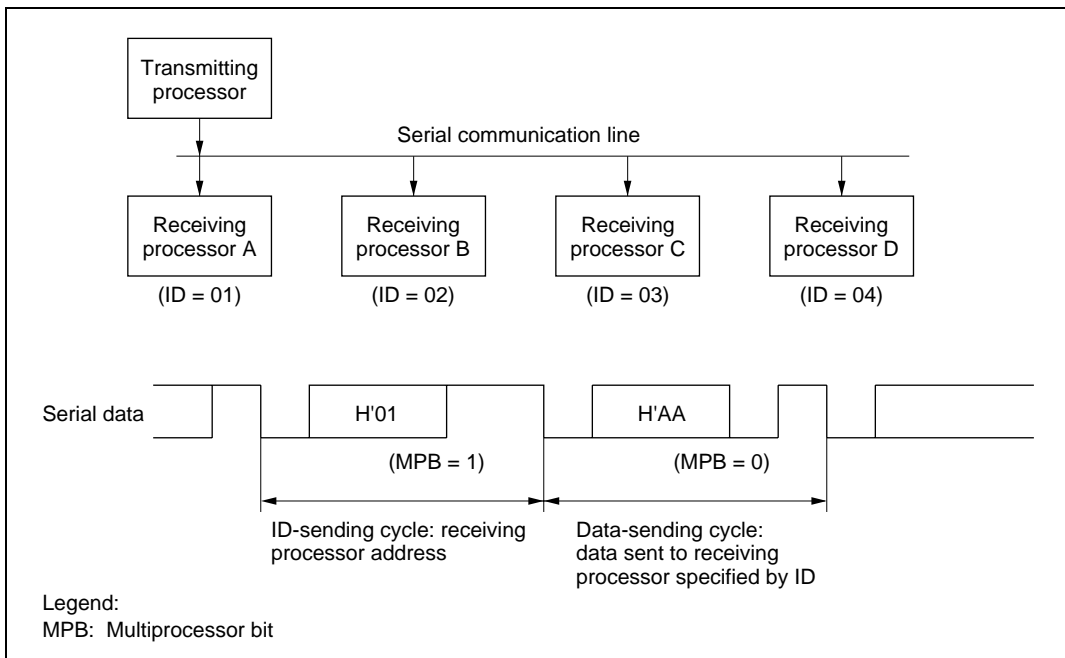 Transmitting
processor
Serial communication line
Receiving
processor A
Receiving
processor B
Receiving
processor C
Receiving
processor D
(ID = 01)
(ID = 02)
(ID = 03)
(ID = 04)
Serial data
H'01
H'AA
(MPB = 1)
(MPB = 0)
ID-sending cycle: receiving
processor address
Data-sending cycle:
data sent to receiving
processor specified by ID
Legend:
MPB: Multiprocessor bit